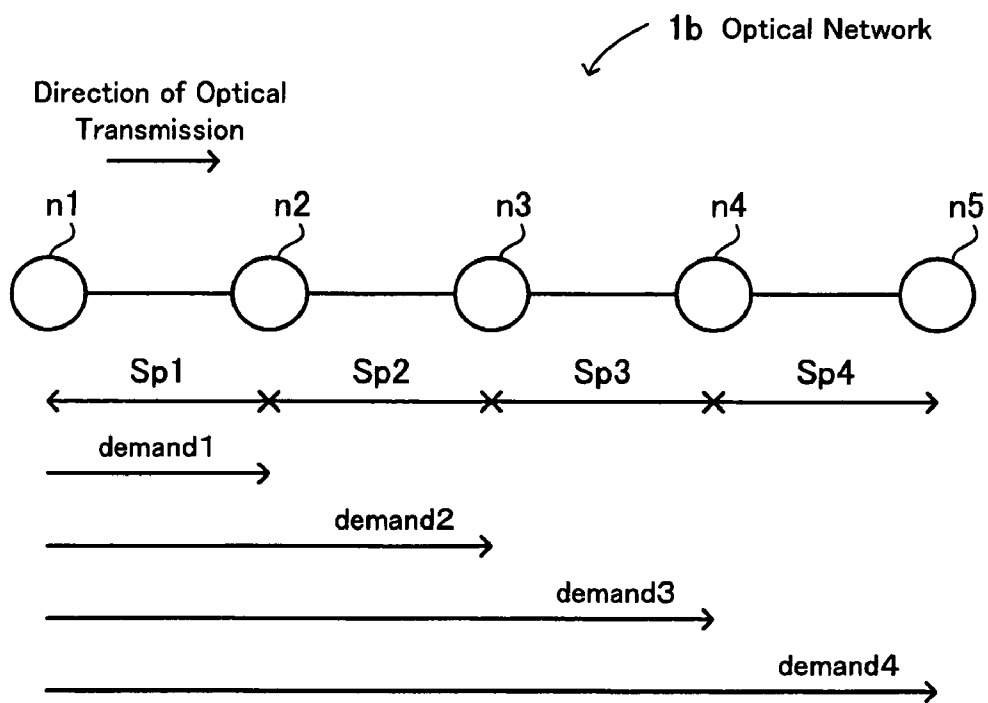 1b Optical Network
Direction of Optical
Transmission
n1 n2 n3 n4 n5
Sp1 Sp2 Sp3 Sp4
demand1
demand2
demand3
demand4